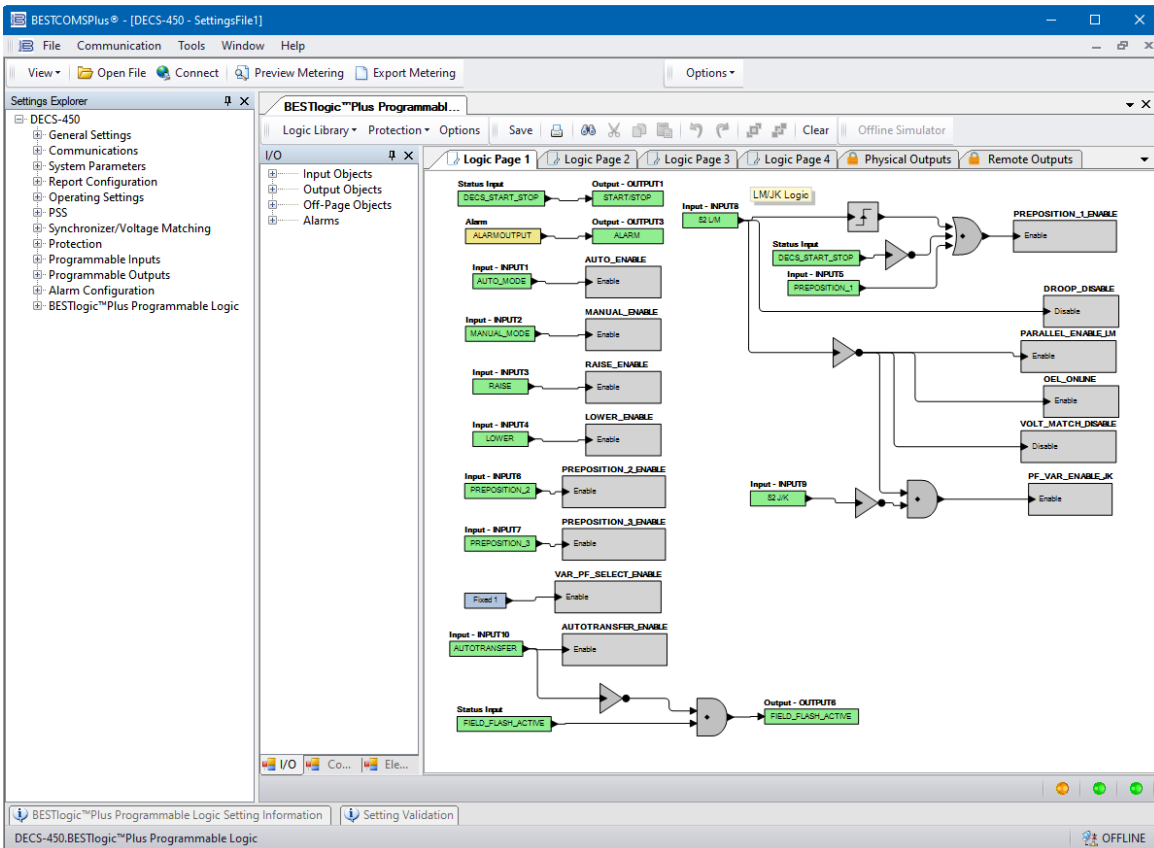 BESTCOMSPlus® - [DECS-450 - SettingsFile1]
File Communication Tools Window Help
View Open File Connect Preview Metering Export Metering Options
Settings Explorer
DECS-450
General Settings
Communications
System Parameters
Report Configuration
Operating Settings
PSS
Synchronizer/Voltage Matching
Protection
Programmable Inputs
Programmable Outputs
Alarm Configuration
BESTlogic™Plus Programmable Logic
BESTlogic™Plus Programmabl...
Logic Library Protection Options Save Clear Offline Simulator
I/O
Input Objects
Output Objects
Off-Page Objects
Alarms
I/O Co... Ele...
Logic Page 1 Logic Page 2 Logic Page 3 Logic Page 4 Physical Outputs Remote Outputs
Status Input
DECS_START_STOP
Output - OUTPUT1
START/STOP
Alarm
ALARMOUTPUT
Output - OUTPUT3
ALARM
Input - INPUT1
AUTO_MODE
AUTO_ENABLE
Enable
Input - INPUT2
MANUAL_MODE
MANUAL_ENABLE
Enable
Input - INPUT3
RAISE
RAISE_ENABLE
Enable
Input - INPUT4
LOWER
LOWER_ENABLE
Enable
Input - INPUT6
PREPOSITION_2
PREPOSITION_2_ENABLE
Enable
Input - INPUT7
PREPOSITION_3
PREPOSITION_3_ENABLE
Enable
Fixed 1
VAR_PF_SELECT_ENABLE
Enable
Input - INPUT10
AUTOTRANSFER
AUTOTRANSFER_ENABLE
Enable
Status Input
FIELD_FLASH_ACTIVE
Output - OUTPUT6
FIELD_FLASH_ACTIVE
LM/JK Logic
Input - INPUT8
52 L/M
Status Input
DECS_START_STOP
Input - INPUT5
PREPOSITION_1
PREPOSITION_1_ENABLE
Enable
DROOP_DISABLE
Disable
PARALLEL_ENABLE_LM
Enable
OEL_ONLINE
Enable
VOLT_MATCH_DISABLE
Disable
Input - INPUT9
52 J/K
PF_VAR_ENABLE_JK
Enable
BESTlogic™Plus Programmable Logic Setting Information Setting Validation
DECS-450.BESTlogic™Plus Programmable Logic OFFLINE